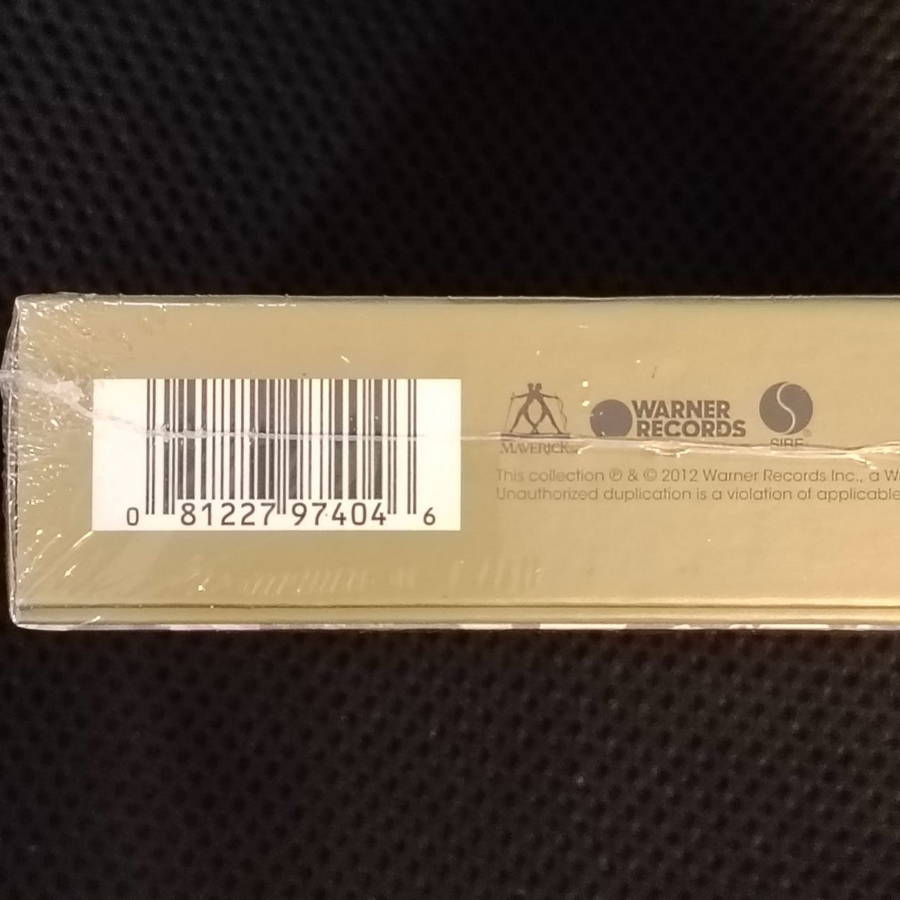 0 81227 97404 6
MAVERICK
WARNER
RECORDS
SIRE
This collection ℗ & © 2012 Warner Records Inc., a
Unauthorized duplication is a violation of applicable